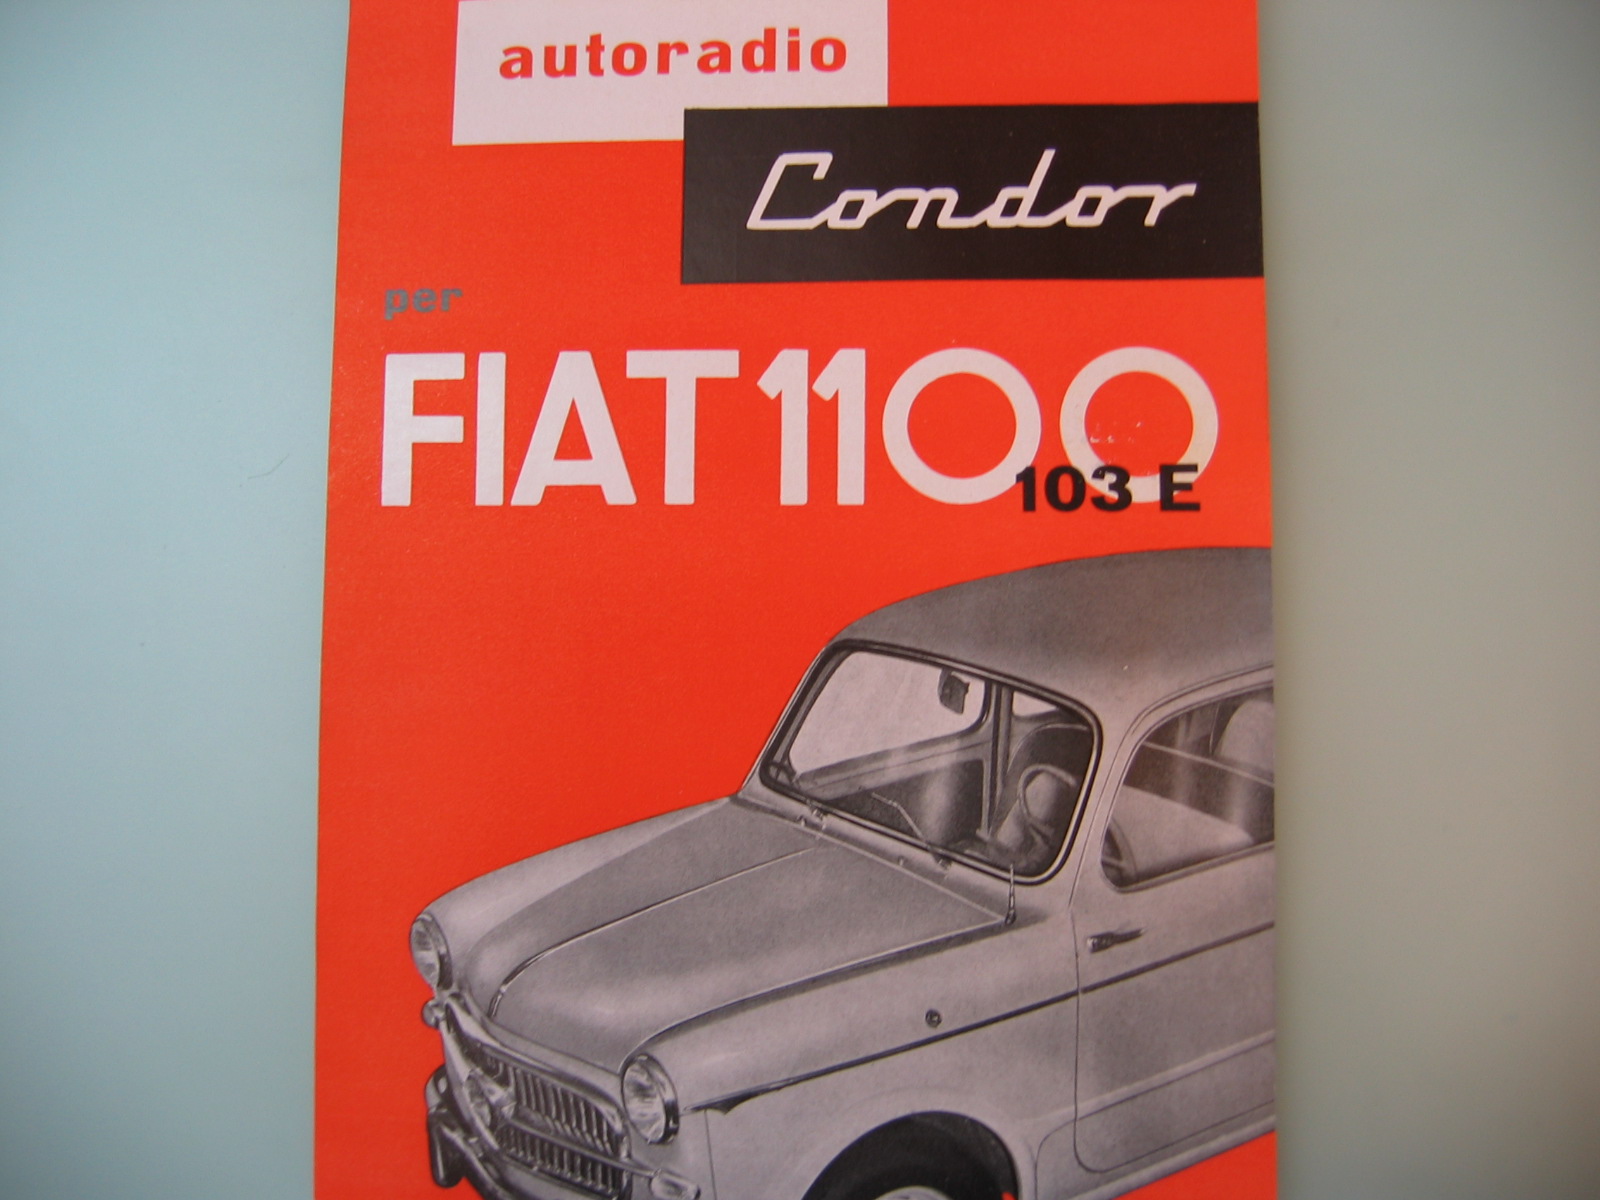 autoradio
Condor
per
FIAT 1100
103 E